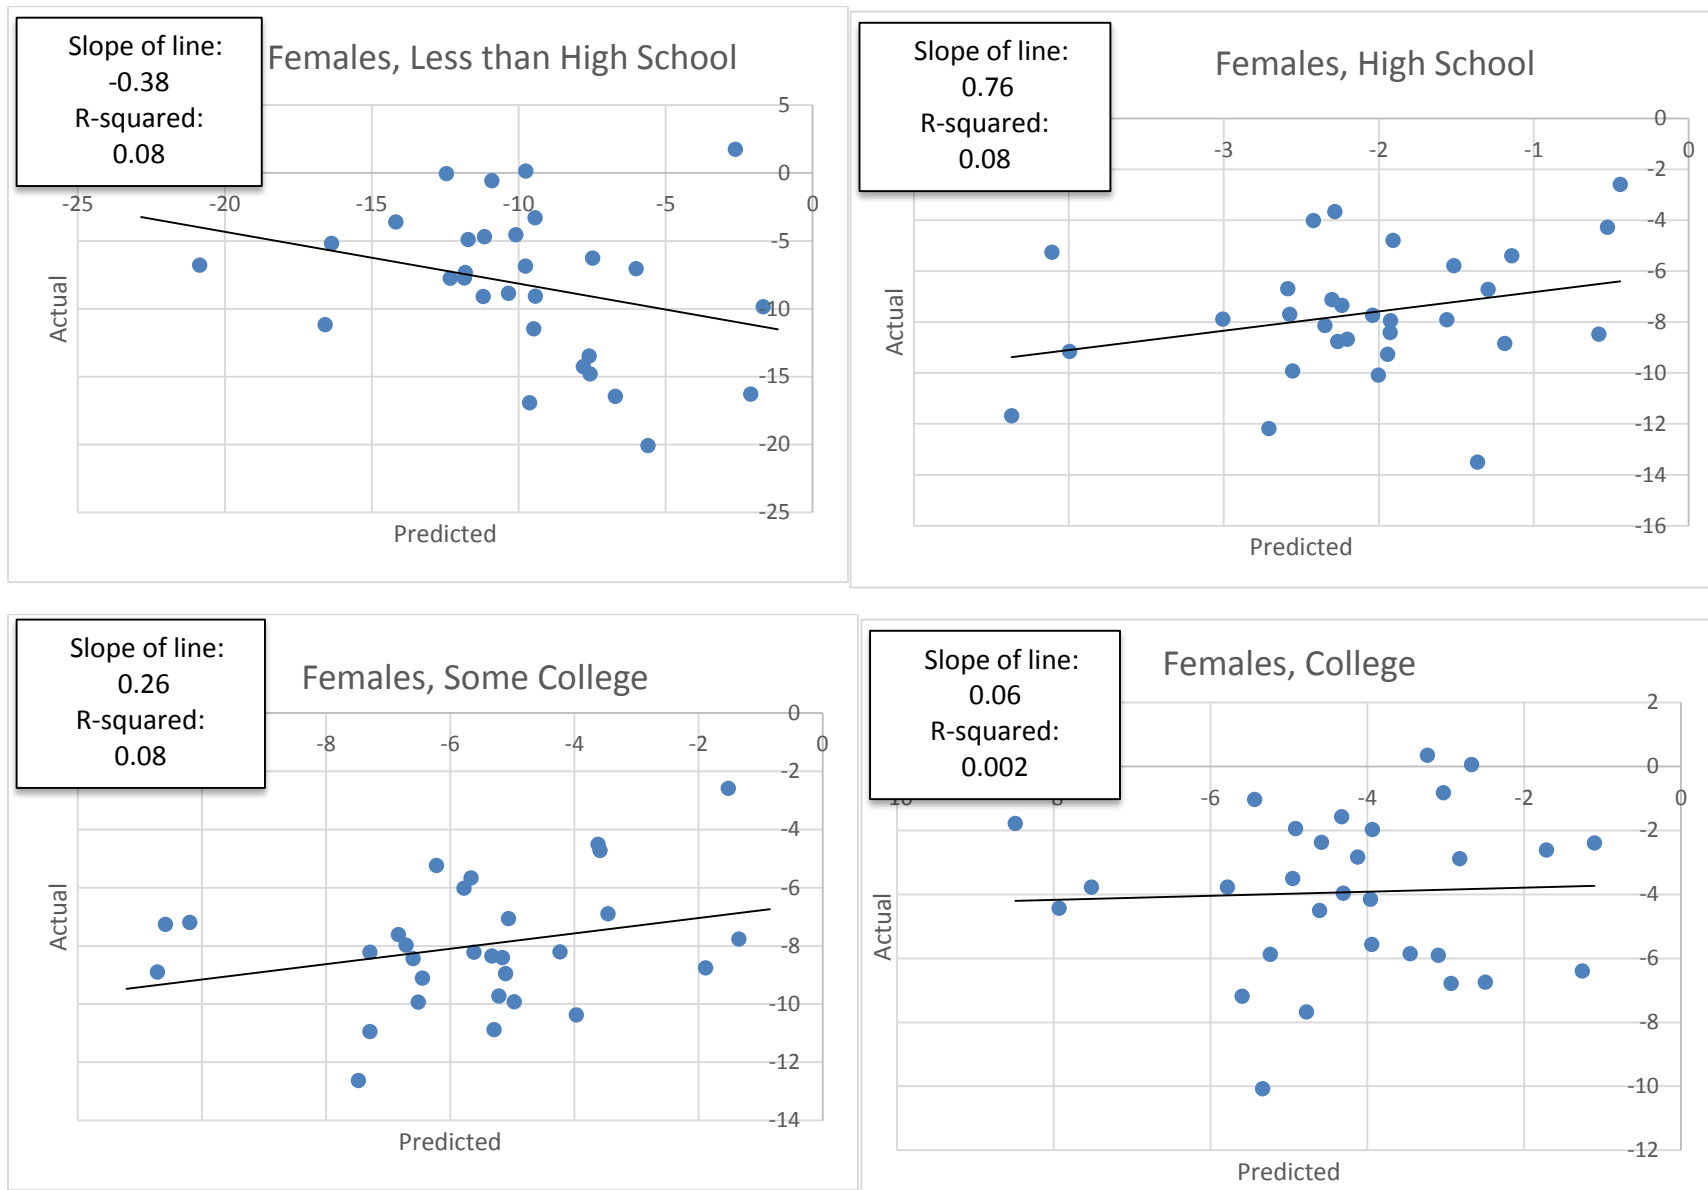 Slope of line:
-0.38
R-squared:
0.08
Females, Less than High School
5
0
-25
-20
-15
-10
-5
0
-5
-10
-15
-20
-25
Actual
Predicted
Slope of line:
0.76
R-squared:
0.08
Females, High School
0
-3
-2
-1
0
-2
-4
-6
-8
-10
-12
-14
-16
Actual
Predicted
Slope of line:
0.26
R-squared:
0.08
Females, Some College
0
-8
-6
-4
-2
0
-2
-4
-6
-8
-10
-12
-14
Actual
Predicted
Slope of line:
0.06
R-squared:
0.002
Females, College
2
0
-6
-4
-2
0
-2
-4
-6
-8
-10
-12
Actual
Predicted